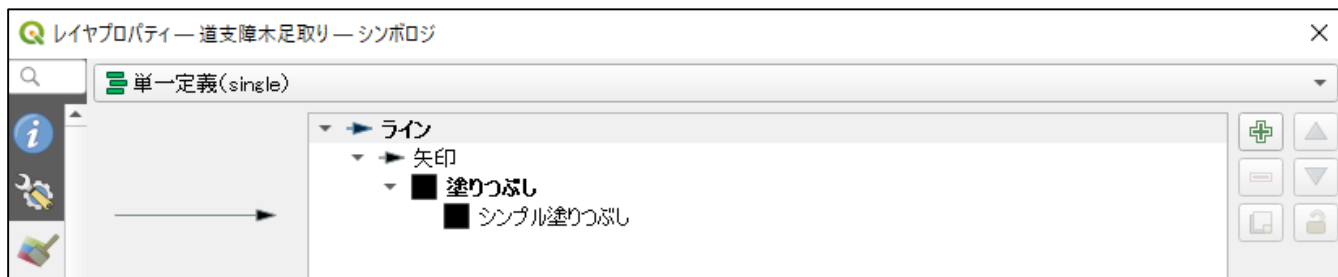 レイヤプロパティ — 道支障木足取り — シンボロジ
単一定義(single)
ライン
矢印
塗りつぶし
シンプル塗りつぶし